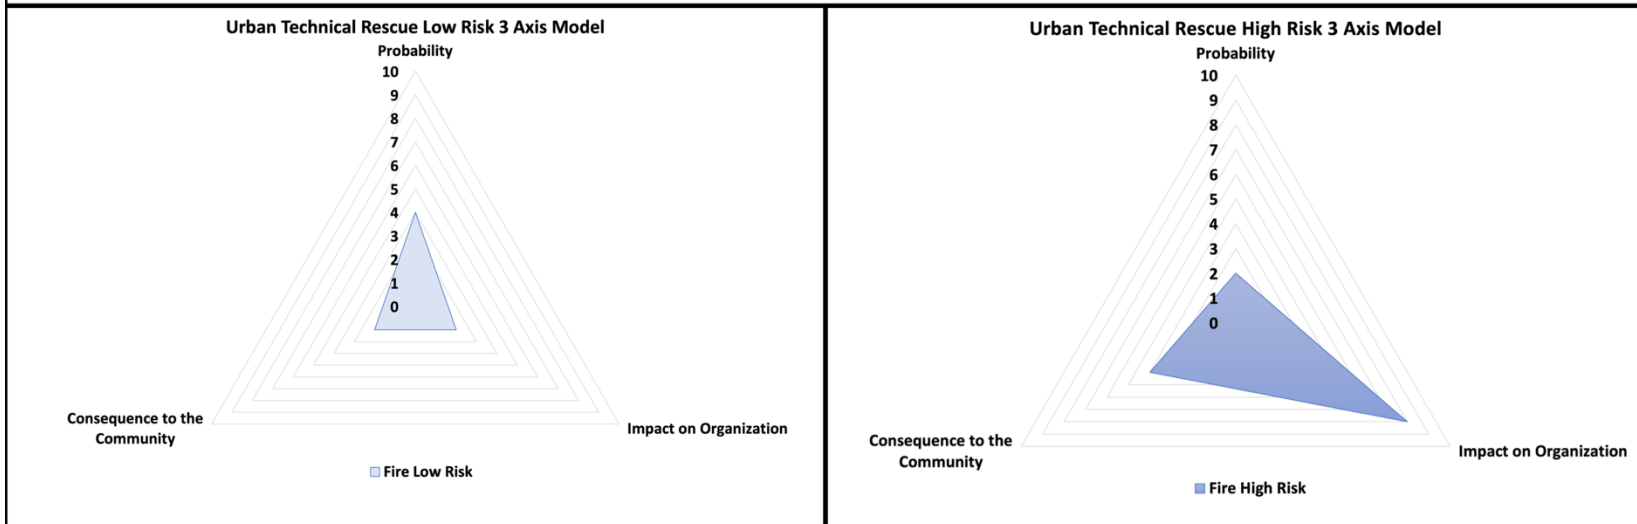 Urban Technical Rescue Low Risk 3 Axis Model
Probability
10
9
8
7
6
5
4
3
2
1
0
Consequence to the
Community
Impact on Organization
Fire Low Risk
Urban Technical Rescue High Risk 3 Axis Model
Probability
10
9
8
7
6
5
4
3
2
1
0
Consequence to the
Community
Impact on Organization
Fire High Risk